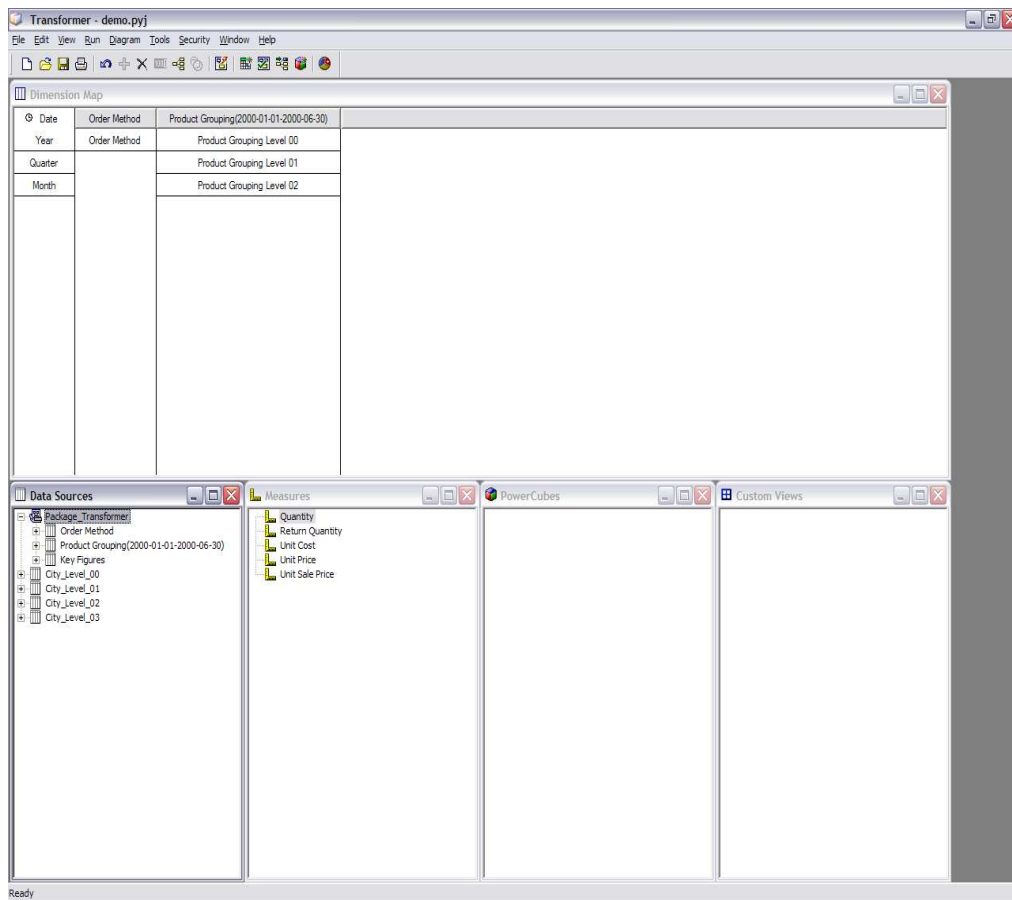 Transformer - demo.pyj
File Edit View Run Diagram Tools Security Window Help
Dimension Map
Date Order Method Product Grouping(2000-01-01-2000-06-30)
Year Order Method Product Grouping Level 00
Quarter Product Grouping Level 01
Month Product Grouping Level 02
Data Sources
Package_Transformer
Order Method
Product Grouping(2000-01-01-2000-06-30)
Key Figures
City_Level_00
City_Level_01
City_Level_02
City_Level_03
Measures
Quantity
Return Quantity
Unit Cost
Unit Price
Unit Sale Price
PowerCubes
Custom Views
Ready